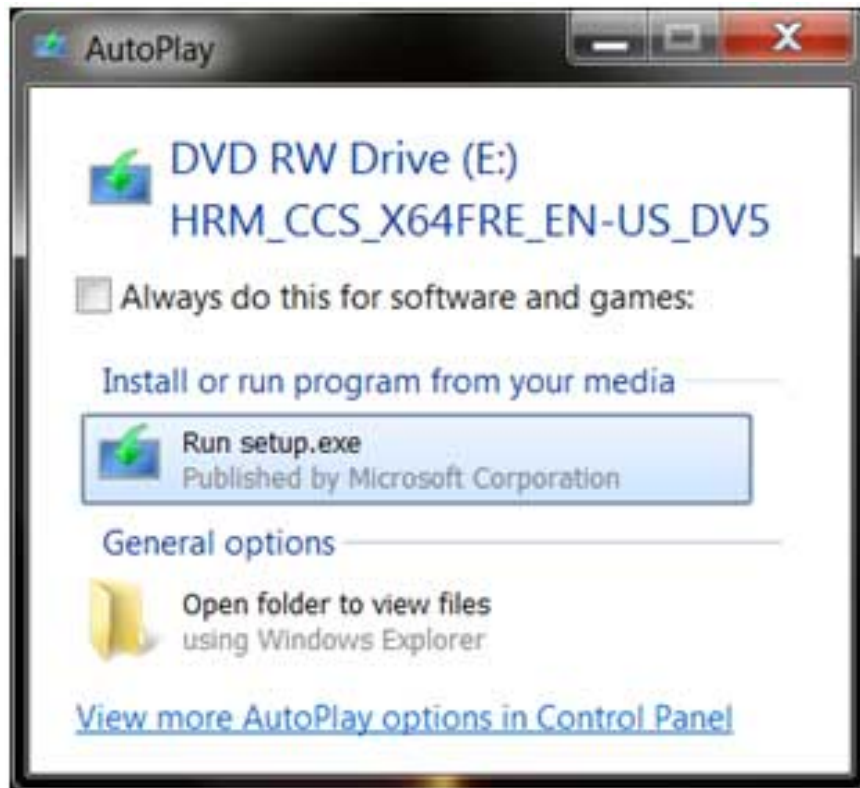 AutoPlay
DVD RW Drive (E:)
HRM_CCS_X64FRE_EN-US_DV5
Always do this for software and games:
Install or run program from your media
Run setup.exe
Published by Microsoft Corporation
General options
Open folder to view files
using Windows Explorer
View more AutoPlay options in Control Panel